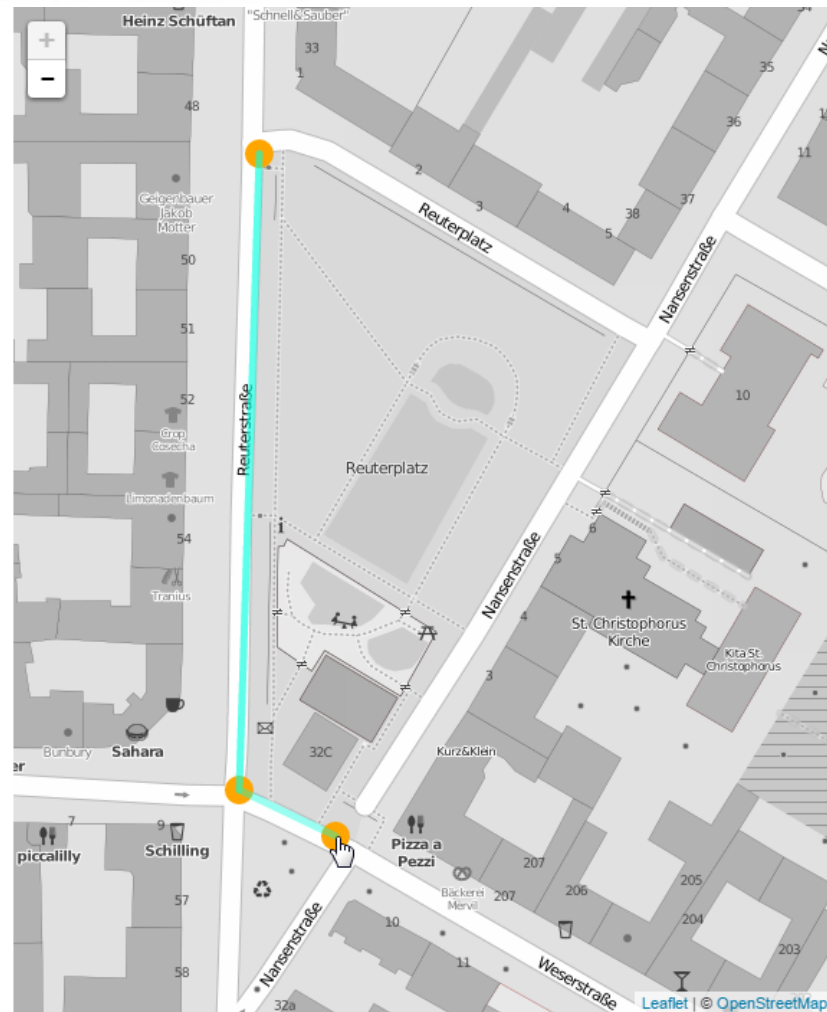 +
−
Heinz Schüftan
"Schnell&Sauber"
33
1
35
48
36
11
2
Geigenbauer
Jakob
Motter
3
37
4
38
5
Reuterplatz
50
Nansenstraße
51
52
10
Reuterstraße
Crop
Cosecha
Reuterplatz
Limonadenbaum
54
6
5
Nansenstraße
Tranius
4
St. Christophorus
Kirche
Kita St.
Christophorus
3
Bunbury
Sahara
32C
Kurz&Klein
er
7
9
piccalilly
Schilling
Pizza a
Pezzi
207
206
205
Bäckerei
Mervil
207
57
204
10
203
Nansenstraße
11
58
Weserstraße
32a
Leaflet | © OpenStreetMap